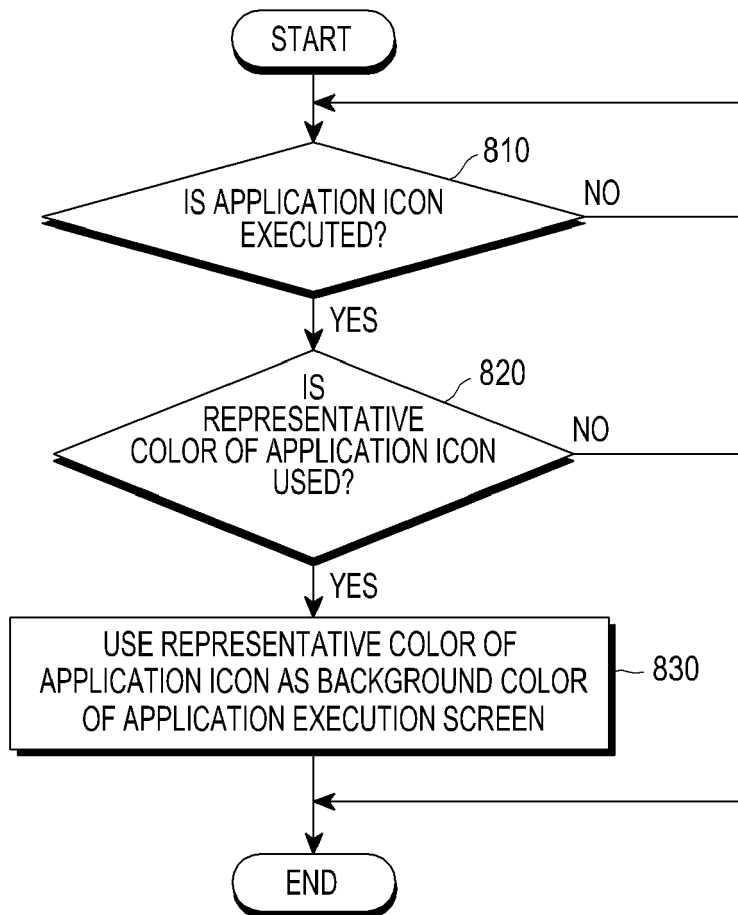 START
810
IS APPLICATION ICON
EXECUTED?
NO
YES
820
IS
REPRESENTATIVE
COLOR OF APPLICATION ICON
USED?
NO
YES
USE REPRESENTATIVE COLOR OF
APPLICATION ICON AS BACKGROUND COLOR
OF APPLICATION EXECUTION SCREEN
830
END